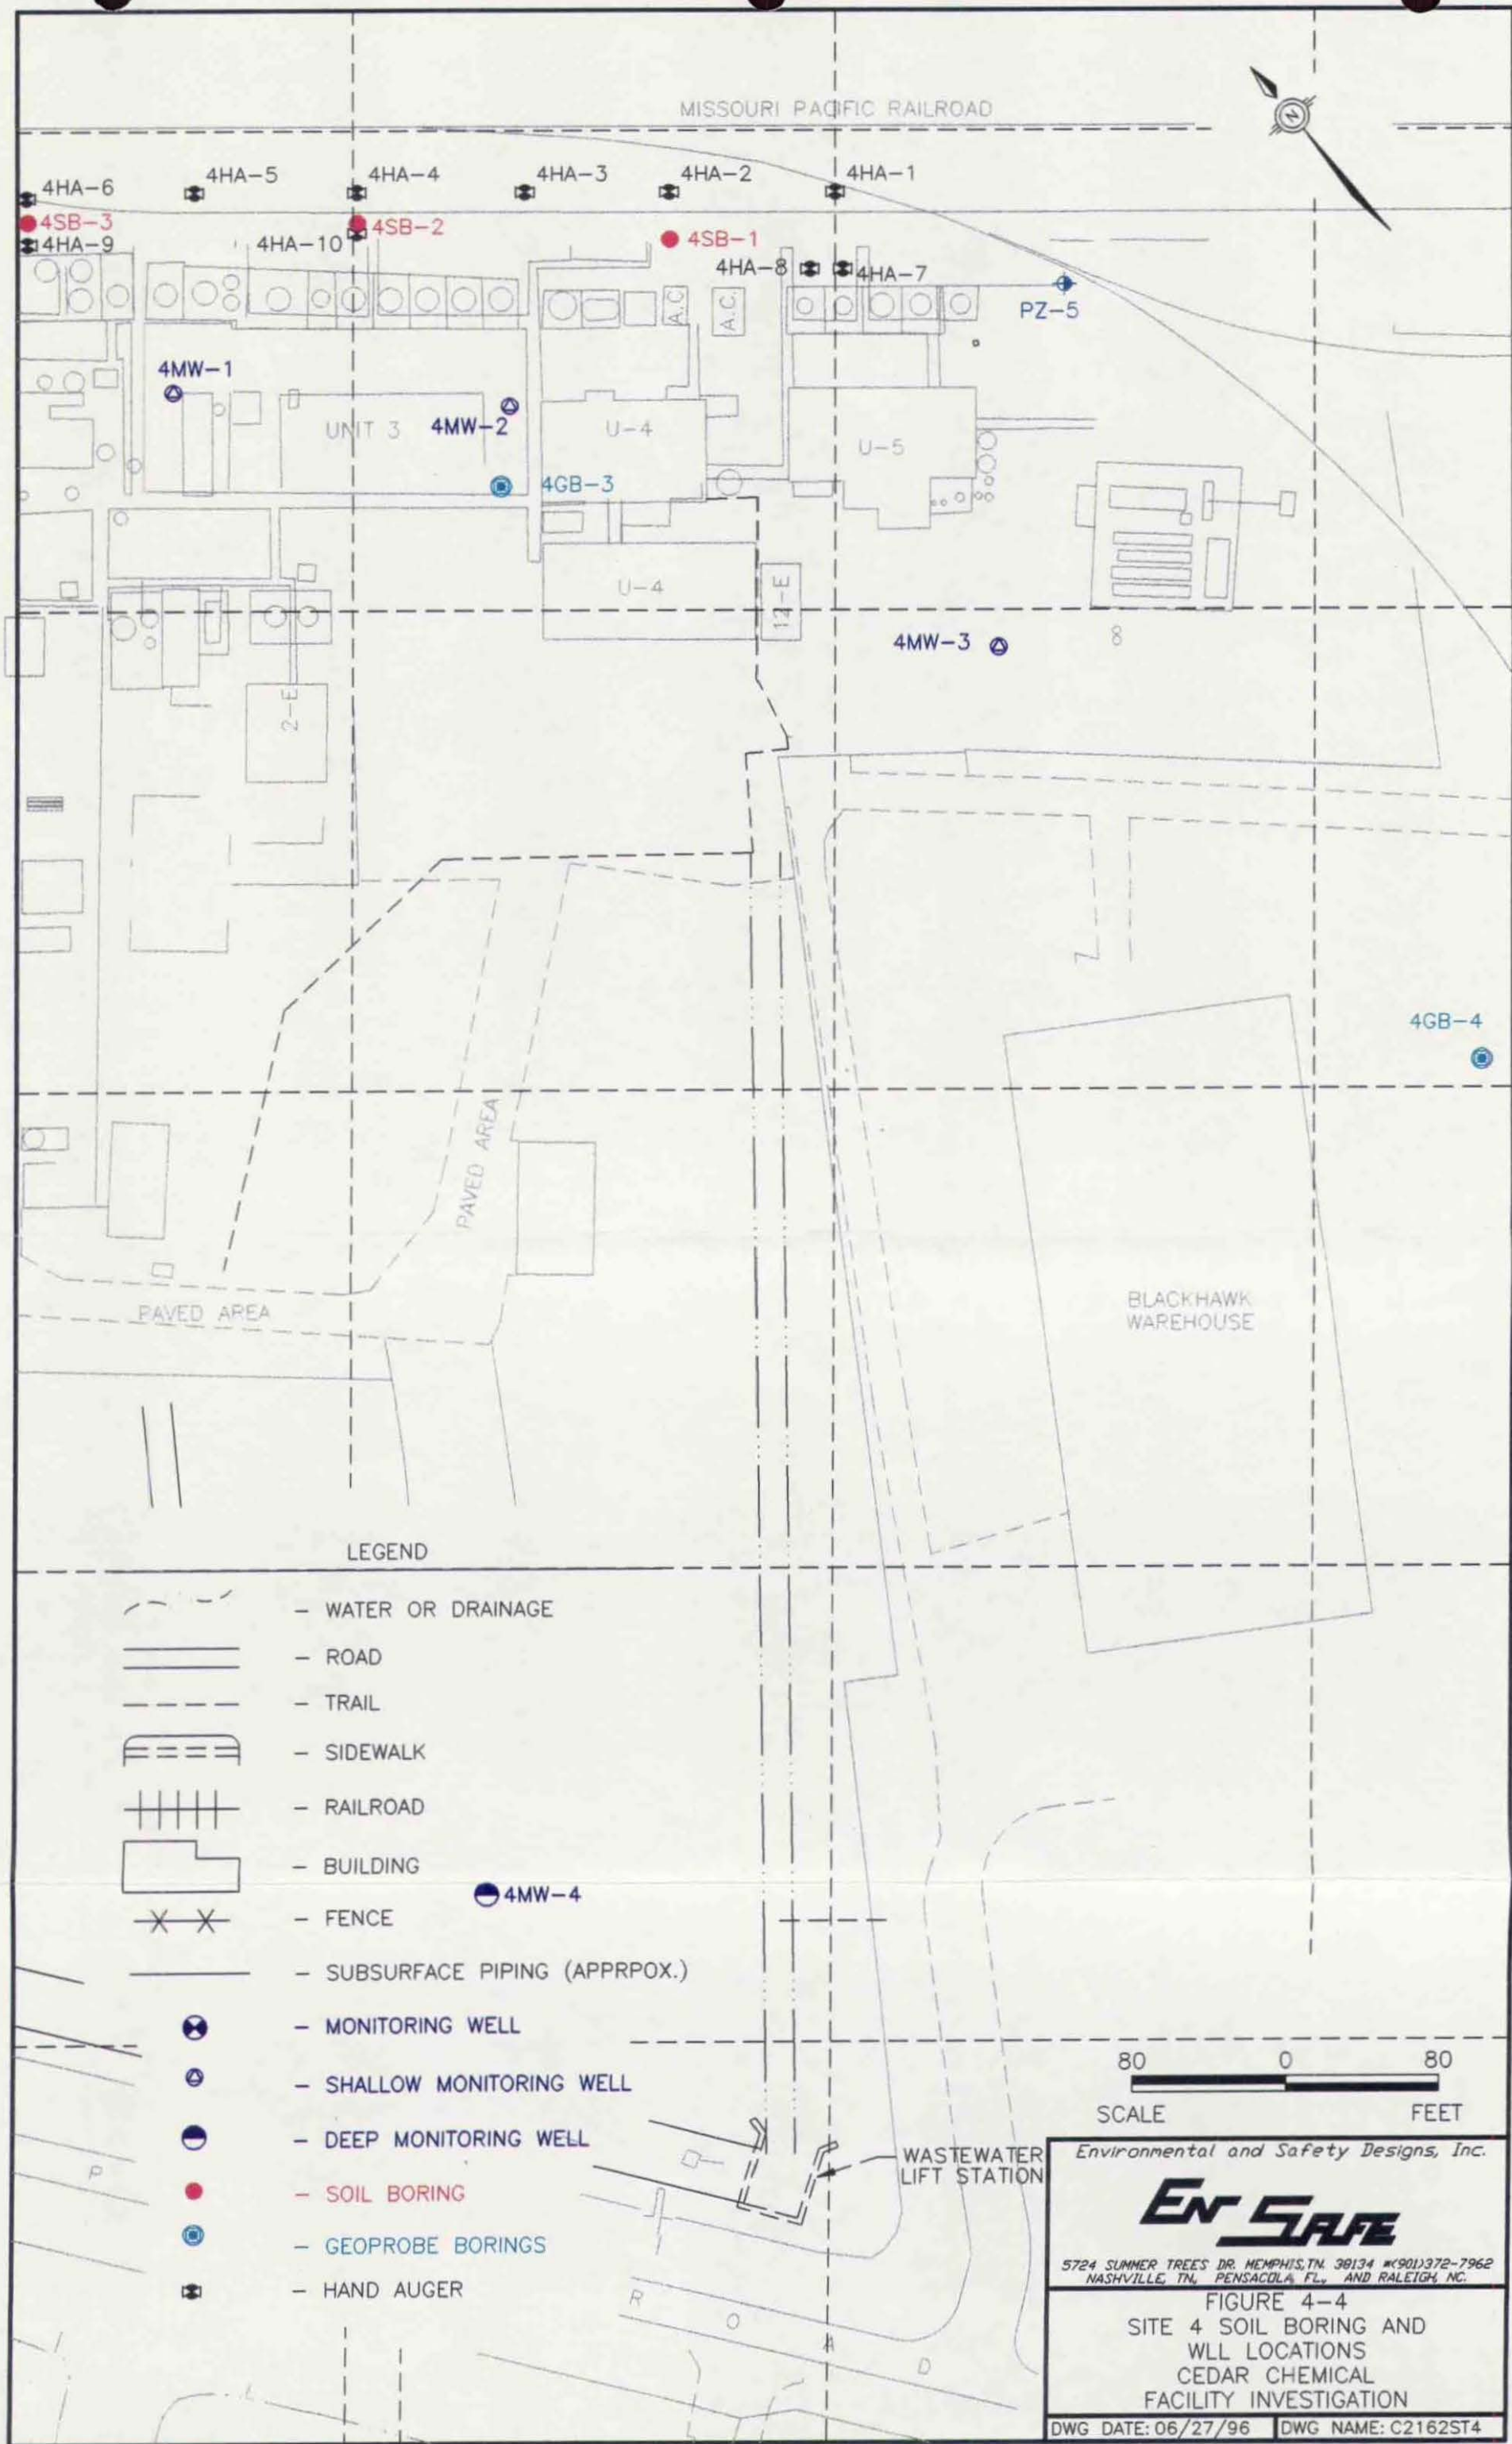 MISSOURI PACIFIC RAILROAD
N
4HA-6
4HA-5
4HA-4
4HA-3
4HA-2
4HA-1
4SB-3
4SB-2
4SB-1
4HA-9
4HA-10
4HA-8
4HA-7
PZ-5
A.C.
A.C.
4MW-1
UNIT 3
4MW-2
U-4
U-5
4GB-3
U-4
12-E
4MW-3
8
2-E
4GB-4
PAVED AREA
PAVED AREA
BLACKHAWK
WAREHOUSE
LEGEND
- WATER OR DRAINAGE
- ROAD
- TRAIL
- SIDEWALK
- RAILROAD
- BUILDING
4MW-4
- FENCE
- SUBSURFACE PIPING (APPRPOX.)
- MONITORING WELL
- SHALLOW MONITORING WELL
- DEEP MONITORING WELL
- SOIL BORING
- GEOPROBE BORINGS
- HAND AUGER
P
WASTEWATER
LIFT STATION
ROAD
80 0 80
SCALE FEET
Environmental and Safety Designs, Inc.
EnSafe
5724 SUMMER TREES DR. MEMPHIS, TN. 38134 #(901)372-7962
NASHVILLE, TN, PENSACOLA, FL, AND RALEIGH, NC.
FIGURE 4-4
SITE 4 SOIL BORING AND
WLL LOCATIONS
CEDAR CHEMICAL
FACILITY INVESTIGATION
DWG DATE: 06/27/96 DWG NAME: C2162ST4